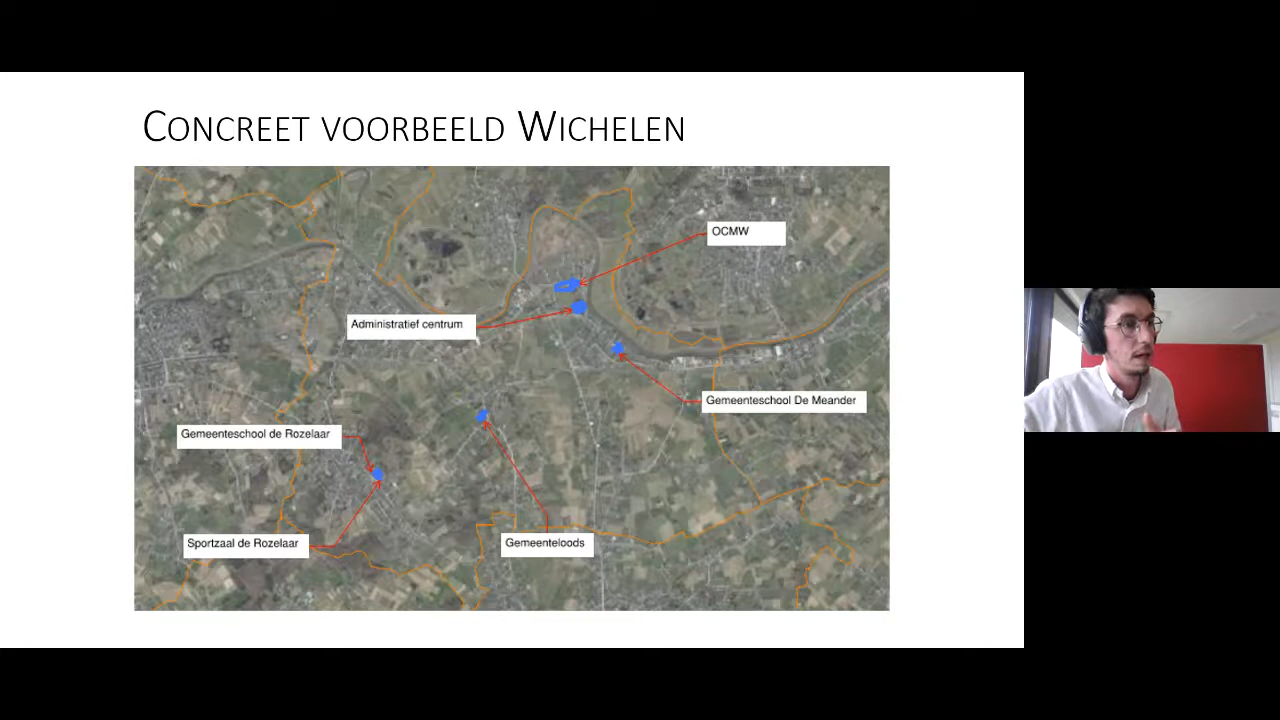 Concreet voorbeeld Wichelen
OCMW
Administratief centrum
Gemeenteschool De Meander
Gemeenteschool de Rozelaar
Sportzaal de Rozelaar
Gemeenteloods